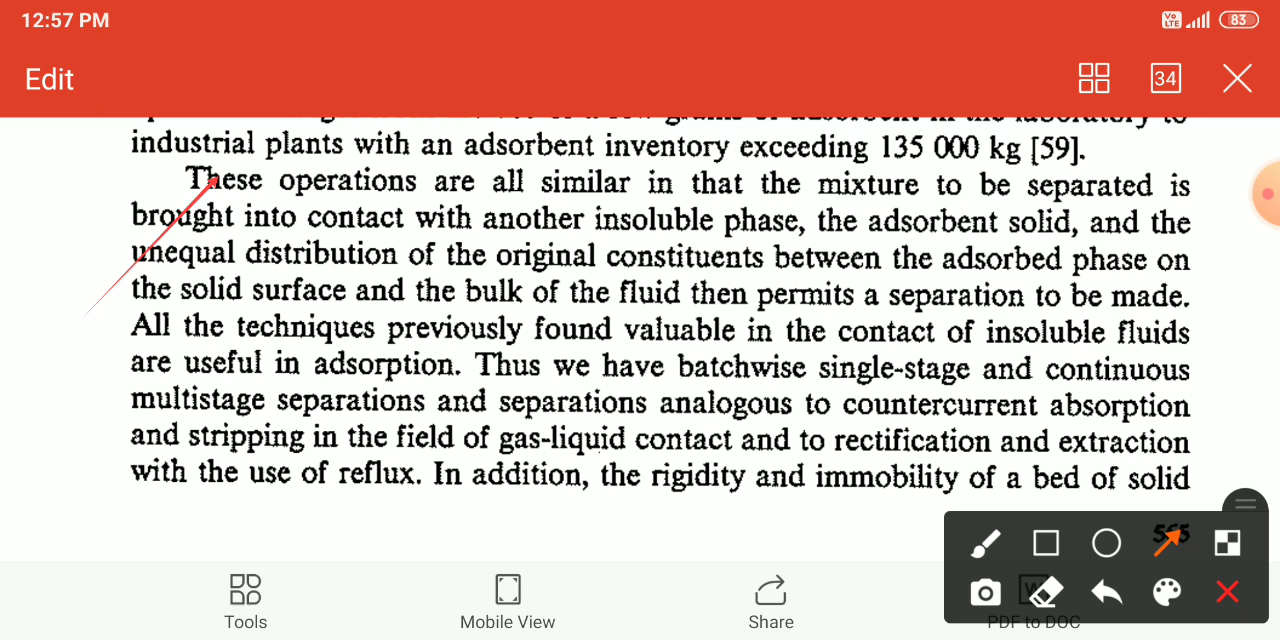 12:57 PM
Vo LTE
83
Edit
34
industrial plants with an adsorbent inventory exceeding 135 000 kg [59].
These operations are all similar in that the mixture to be separated is
brought into contact with another insoluble phase, the adsorbent solid, and the
unequal distribution of the original constituents between the adsorbed phase on
the solid surface and the bulk of the fluid then permits a separation to be made.
All the techniques previously found valuable in the contact of insoluble fluids
are useful in adsorption. Thus we have batchwise single-stage and continuous
multistage separations and separations analogous to countercurrent absorption
and stripping in the field of gas-liquid contact and to rectification and extraction
with the use of reflux. In addition, the rigidity and immobility of a bed of solid
565
Tools
Mobile View
Share
PDF to DOC